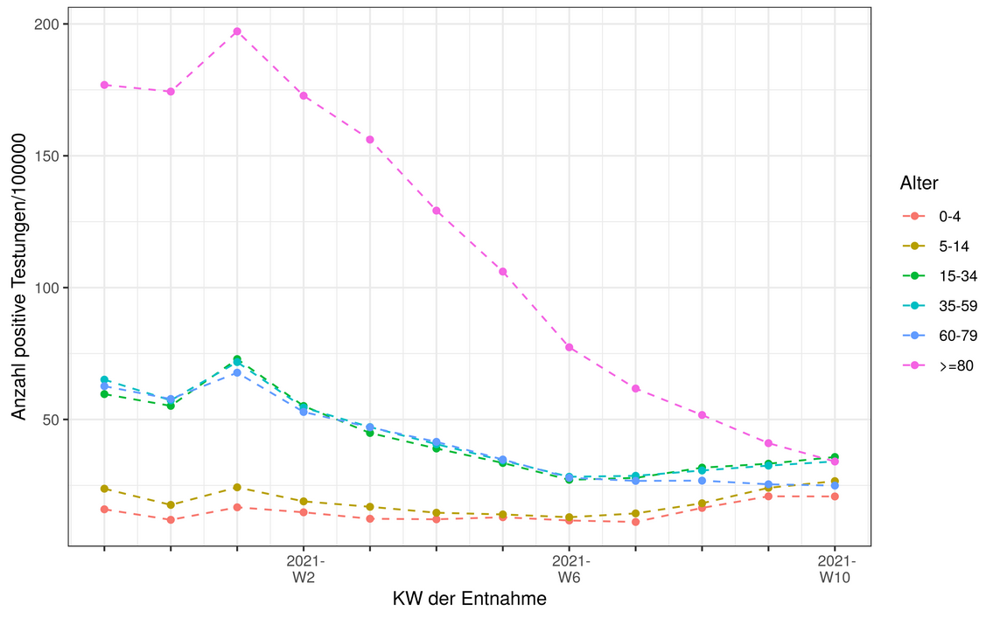 200
150
100
50
Anzahl positive Testungen/100000
2021-
W2
2021-
W6
2021-
W10
KW der Entnahme
Alter
0-4
5-14
15-34
35-59
60-79
>=80